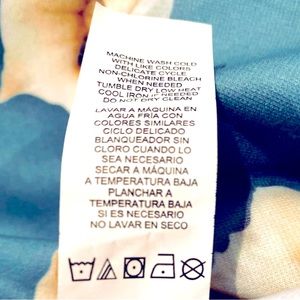 MACHINE WASH COLD
WITH LIKE COLORS
DELICATE CYCLE
NON-CHLORINE BLEACH
WHEN NEEDED
TUMBLE DRY LOW HEAT
COOL IRON IF NEEDED
DO NOT DRY CLEAN
LAVAR A MÁQUINA EN
AGUA FRÍA CON
COLORES SIMILARES
CICLO DELICADO
BLANQUEADOR SIN
CLORO CUANDO LO
SEA NECESARIO
SECAR A MÁQUINA
A TEMPERATURA BAJA
PLANCHAR A
TEMPERATURA BAJA
SI ES NECESARIO
NO LAVAR EN SECO